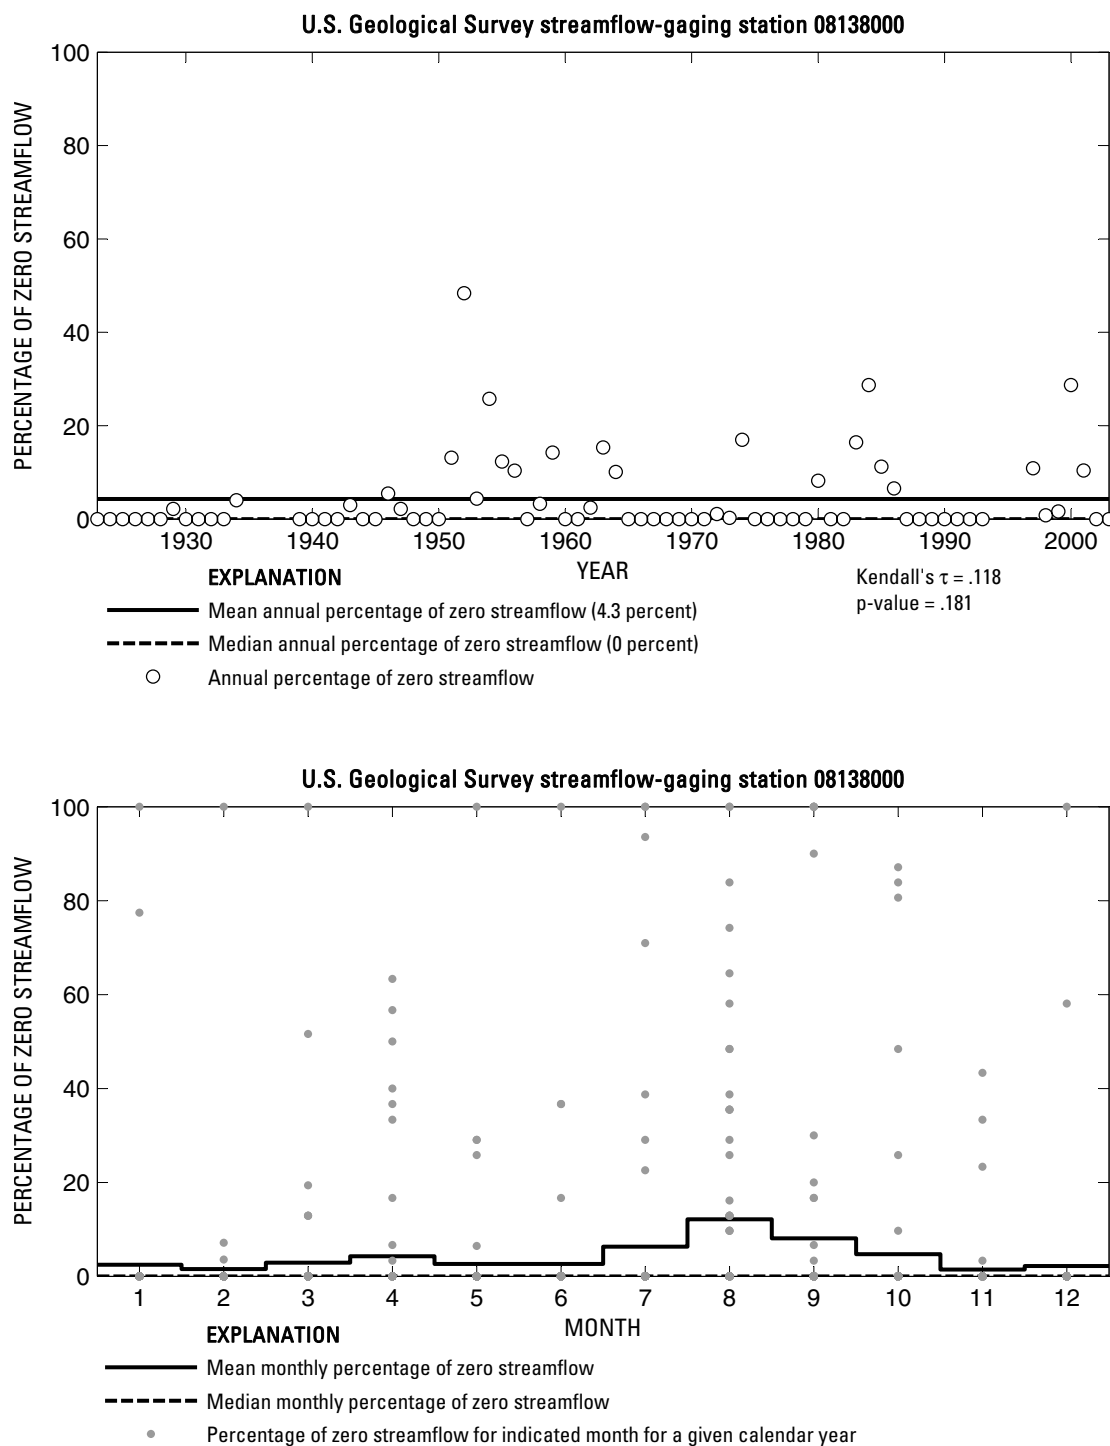 U.S. Geological Survey streamflow-gaging station 08138000
PERCENTAGE OF ZERO STREAMFLOW
100
80
60
40
20
0
1930 1940 1950 1960 1970 1980 1990 2000
YEAR
Kendall's τ = .118
p-value = .181
EXPLANATION
Mean annual percentage of zero streamflow (4.3 percent)
Median annual percentage of zero streamflow (0 percent)
Annual percentage of zero streamflow
U.S. Geological Survey streamflow-gaging station 08138000
PERCENTAGE OF ZERO STREAMFLOW
100
80
60
40
20
0
1 2 3 4 5 6 7 8 9 10 11 12
MONTH
EXPLANATION
Mean monthly percentage of zero streamflow
Median monthly percentage of zero streamflow
Percentage of zero streamflow for indicated month for a given calendar year